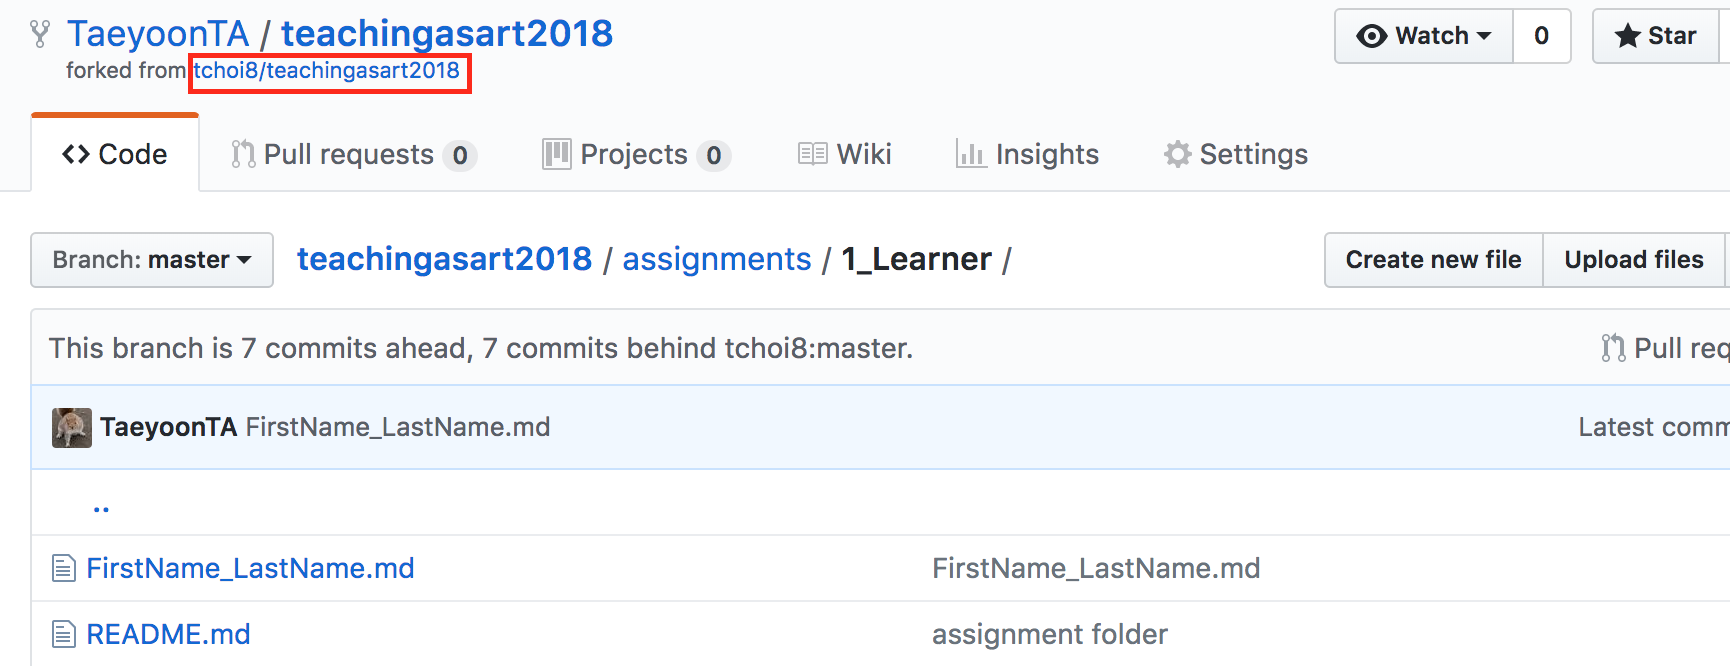 TaeyoonTA / teachingasart2018
Watch 0 Star
forked from tchoi8/teachingasart2018
<> Code Pull requests 0 Projects 0 Wiki Insights Settings
Branch: master teachingasart2018 / assignments / 1_Learner / Create new file Upload files
This branch is 7 commits ahead, 7 commits behind tchoi8:master. Pull
TaeyoonTA FirstName_LastName.md Latest
..
FirstName_LastName.md FirstName_LastName.md
README.md assignment folder